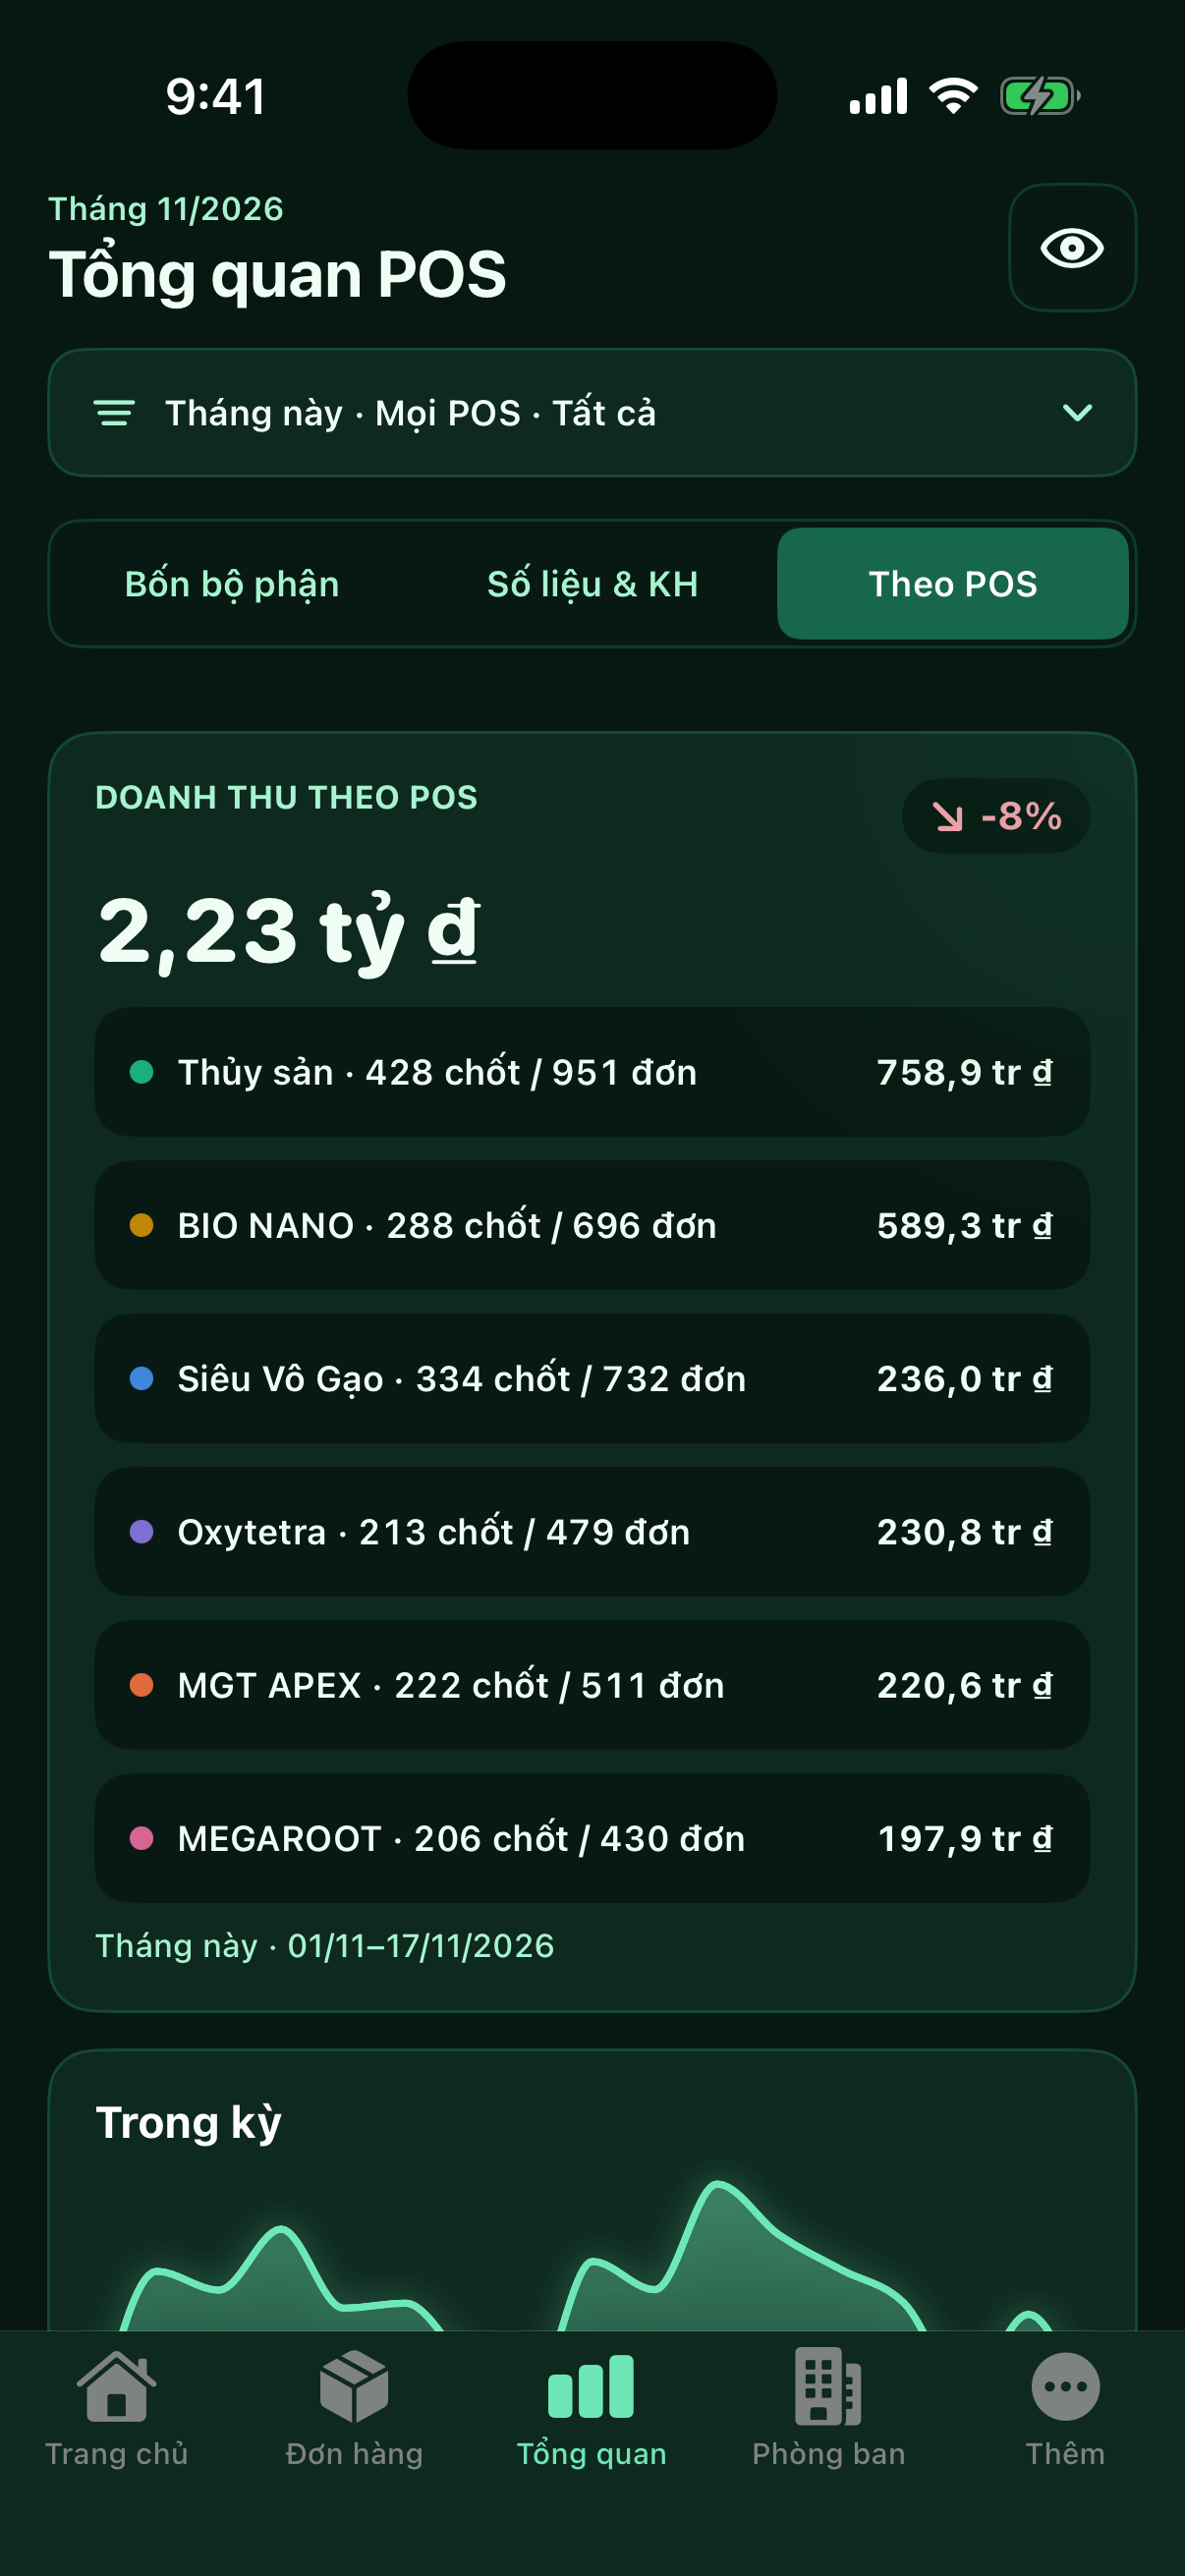 9:41
Tháng 11/2026
Tổng quan POS
Tháng này · Mọi POS · Tất cả
Bốn bộ phận
Số liệu & KH
Theo POS
DOANH THU THEO POS
-8%
2,23 tỷ ₫
Thủy sản · 428 chốt / 951 đơn 758,9 tr ₫
BIO NANO · 288 chốt / 696 đơn 589,3 tr ₫
Siêu Vô Gạo · 334 chốt / 732 đơn 236,0 tr ₫
Oxytetra · 213 chốt / 479 đơn 230,8 tr ₫
MGT APEX · 222 chốt / 511 đơn 220,6 tr ₫
MEGAROOT · 206 chốt / 430 đơn 197,9 tr ₫
Tháng này · 01/11–17/11/2026
Trong kỳ
Trang chủ
Đơn hàng
Tổng quan
Phòng ban
Thêm